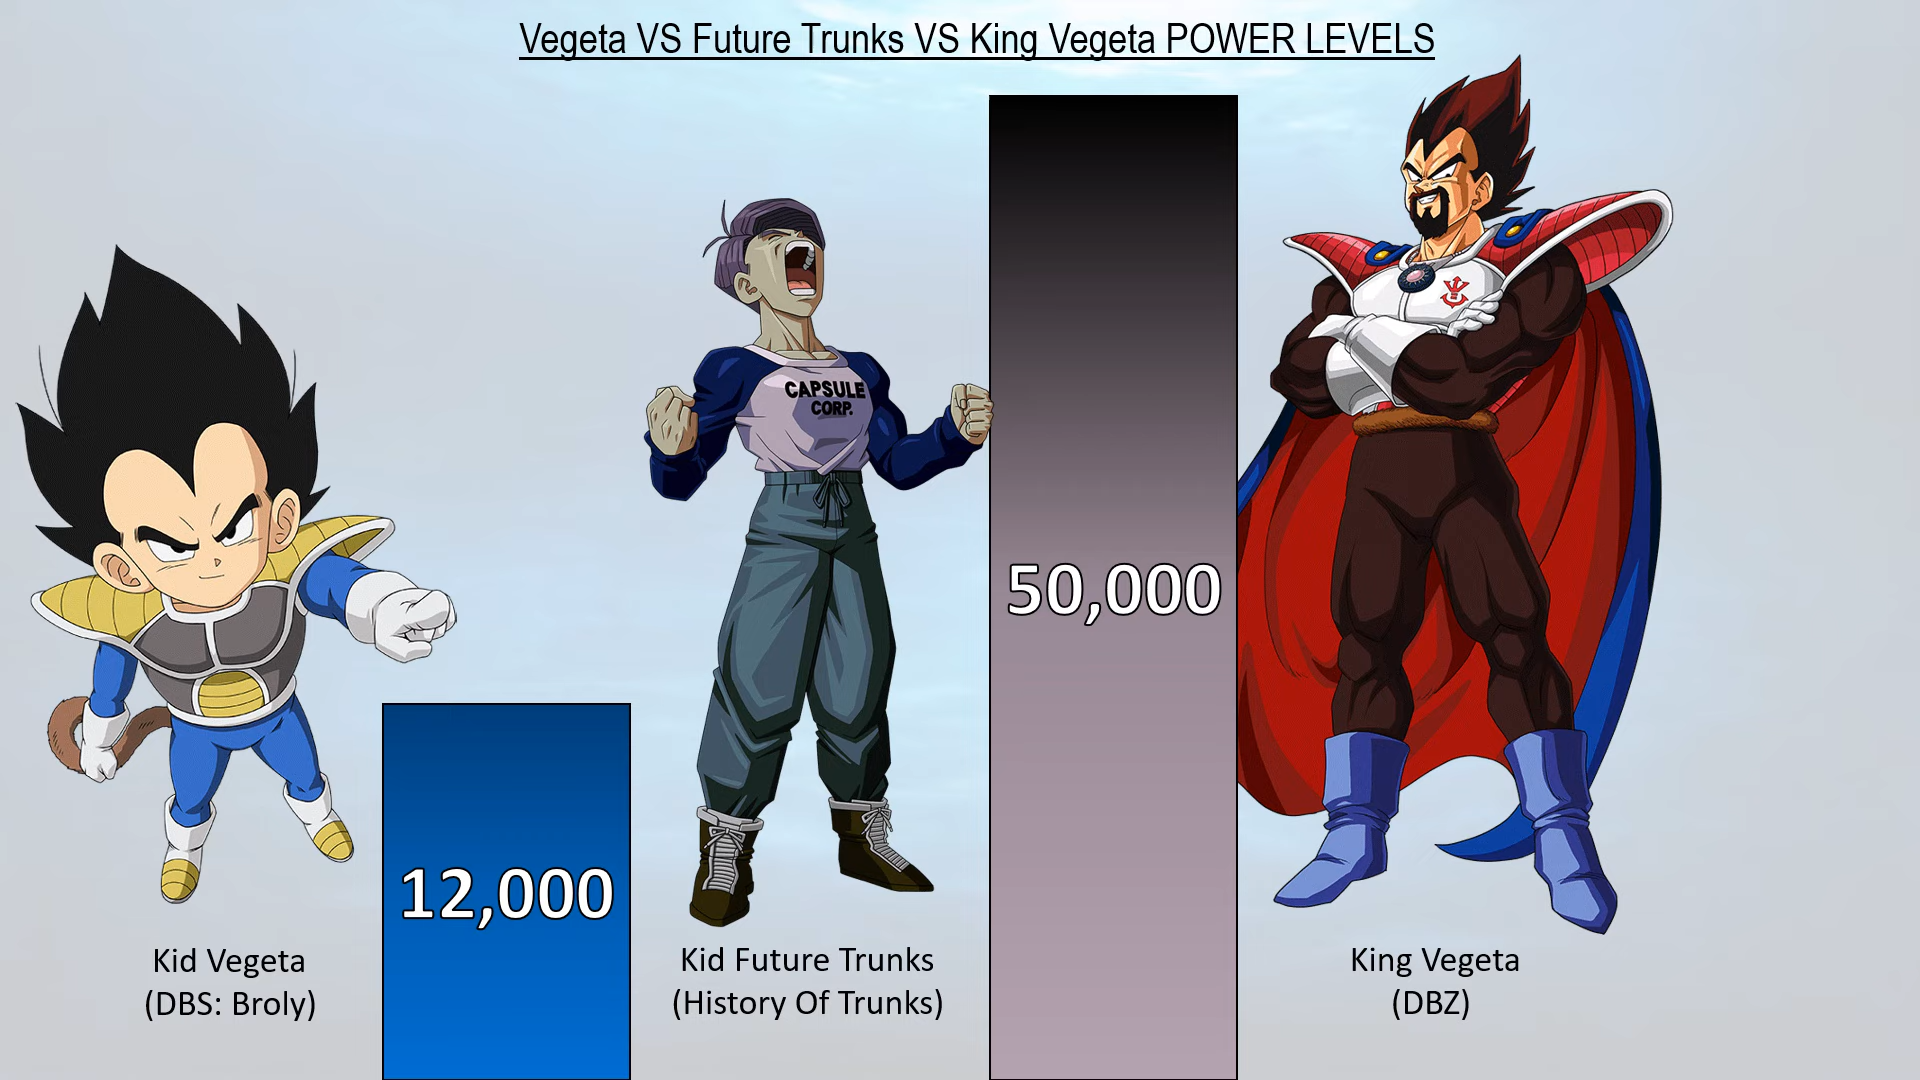 Vegeta VS Future Trunks VS King Vegeta POWER LEVELS
CAPSULE
CORP.
12,000
50,000
Kid Vegeta
(DBS: Broly)
Kid Future Trunks
(History Of Trunks)
King Vegeta
(DBZ)